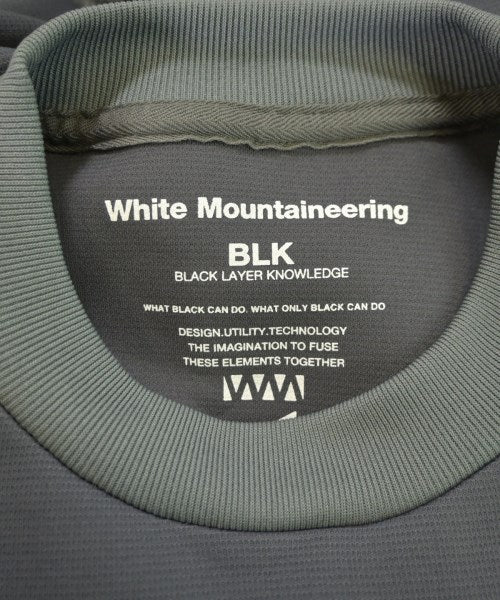 White Mountaineering
BLK
BLACK LAYER KNOWLEDGE
WHAT BLACK CAN DO. WHAT ONLY BLACK CAN DO
DESIGN.UTILITY.TECHNOLOGY
THE IMAGINATION TO FUSE
THESE ELEMENTS TOGETHER